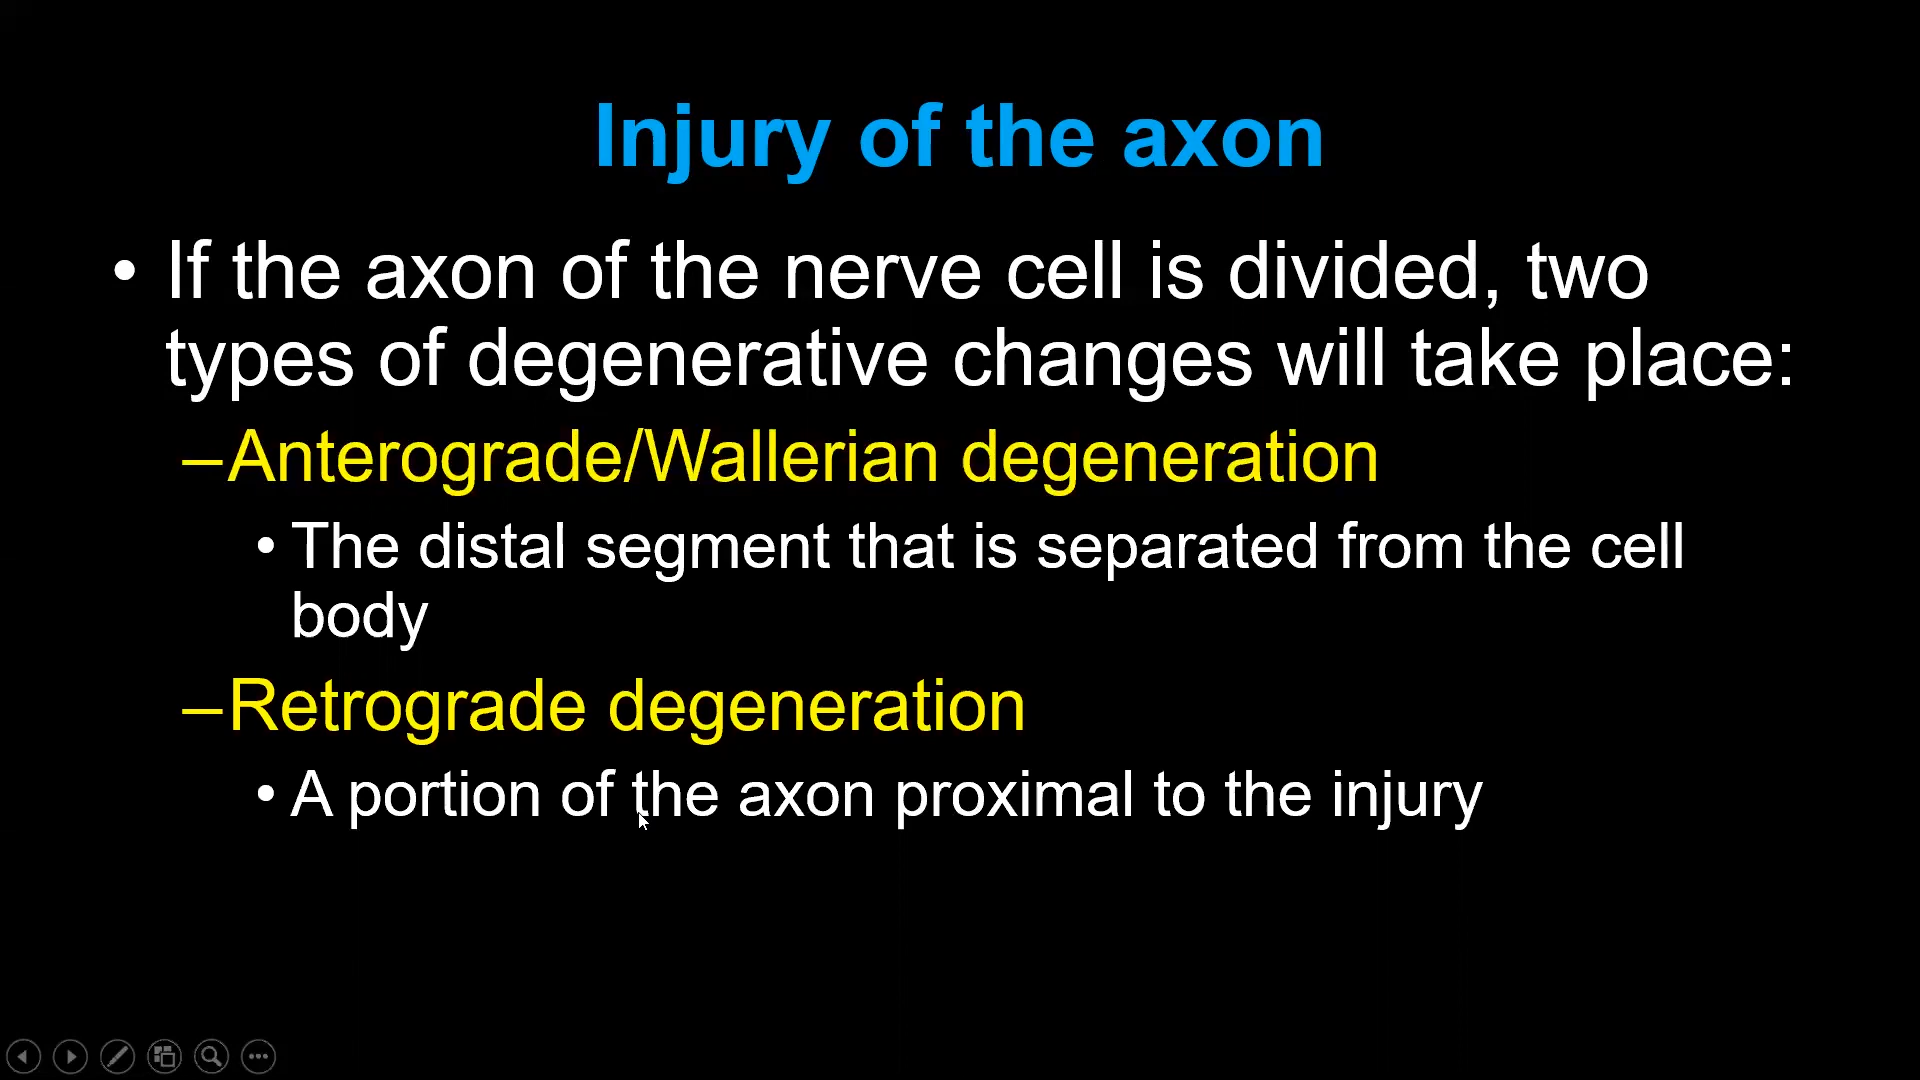 Injury of the axon
• If the axon of the nerve cell is divided, two
types of degenerative changes will take place:
–Anterograde/Wallerian degeneration
• The distal segment that is separated from the cell
body
–Retrograde degeneration
• A portion of the axon proximal to the injury